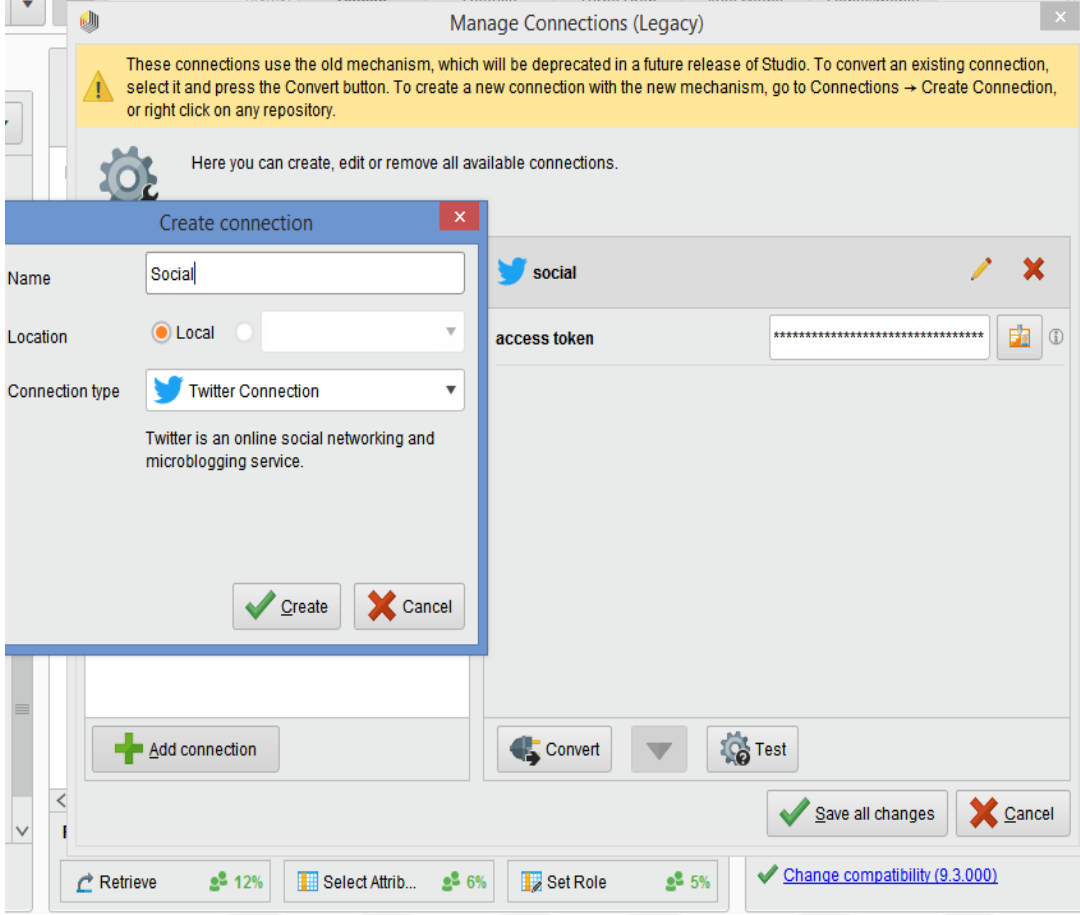 Manage Connections (Legacy)
These connections use the old mechanism, which will be deprecated in a future release of Studio. To convert an existing connection,
select it and press the Convert button. To create a new connection with the new mechanism, go to Connections → Create Connection,
or right click on any repository.
Here you can create, edit or remove all available connections.
Create connection
Name
Social
Location
Local
Connection type
Twitter Connection
Twitter is an online social networking and
microblogging service.
Create
Cancel
social
access token
**********************************
Add connection
Convert
Test
Save all changes
Cancel
Retrieve
12%
Select Attrib...
6%
Set Role
5%
Change compatibility (9.3.000)